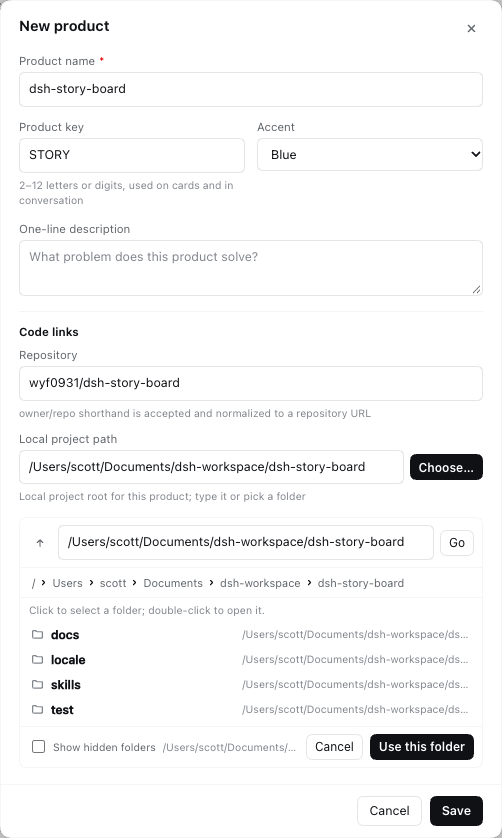 New product
×
Product name *
dsh-story-board
Product key
Accent
STORY
Blue
2–12 letters or digits, used on cards and in
conversation
One-line description
What problem does this product solve?
Code links
Repository
wyf0931/dsh-story-board
owner/repo shorthand is accepted and normalized to a repository URL
Local project path
/Users/scott/Documents/dsh-workspace/dsh-story-board
Choose...
Local project root for this product; type it or pick a folder
↑
/Users/scott/Documents/dsh-workspace/dsh-story-board
Go
/ › Users › scott › Documents › dsh-workspace › dsh-story-board
Click to select a folder; double-click to open it.
docs /Users/scott/Documents/dsh-workspace/ds...
locale /Users/scott/Documents/dsh-workspace/ds...
skills /Users/scott/Documents/dsh-workspace/ds...
test /Users/scott/Documents/dsh-workspace/ds...
Show hidden folders /Users/scott/Documents/... Cancel Use this folder
Cancel Save